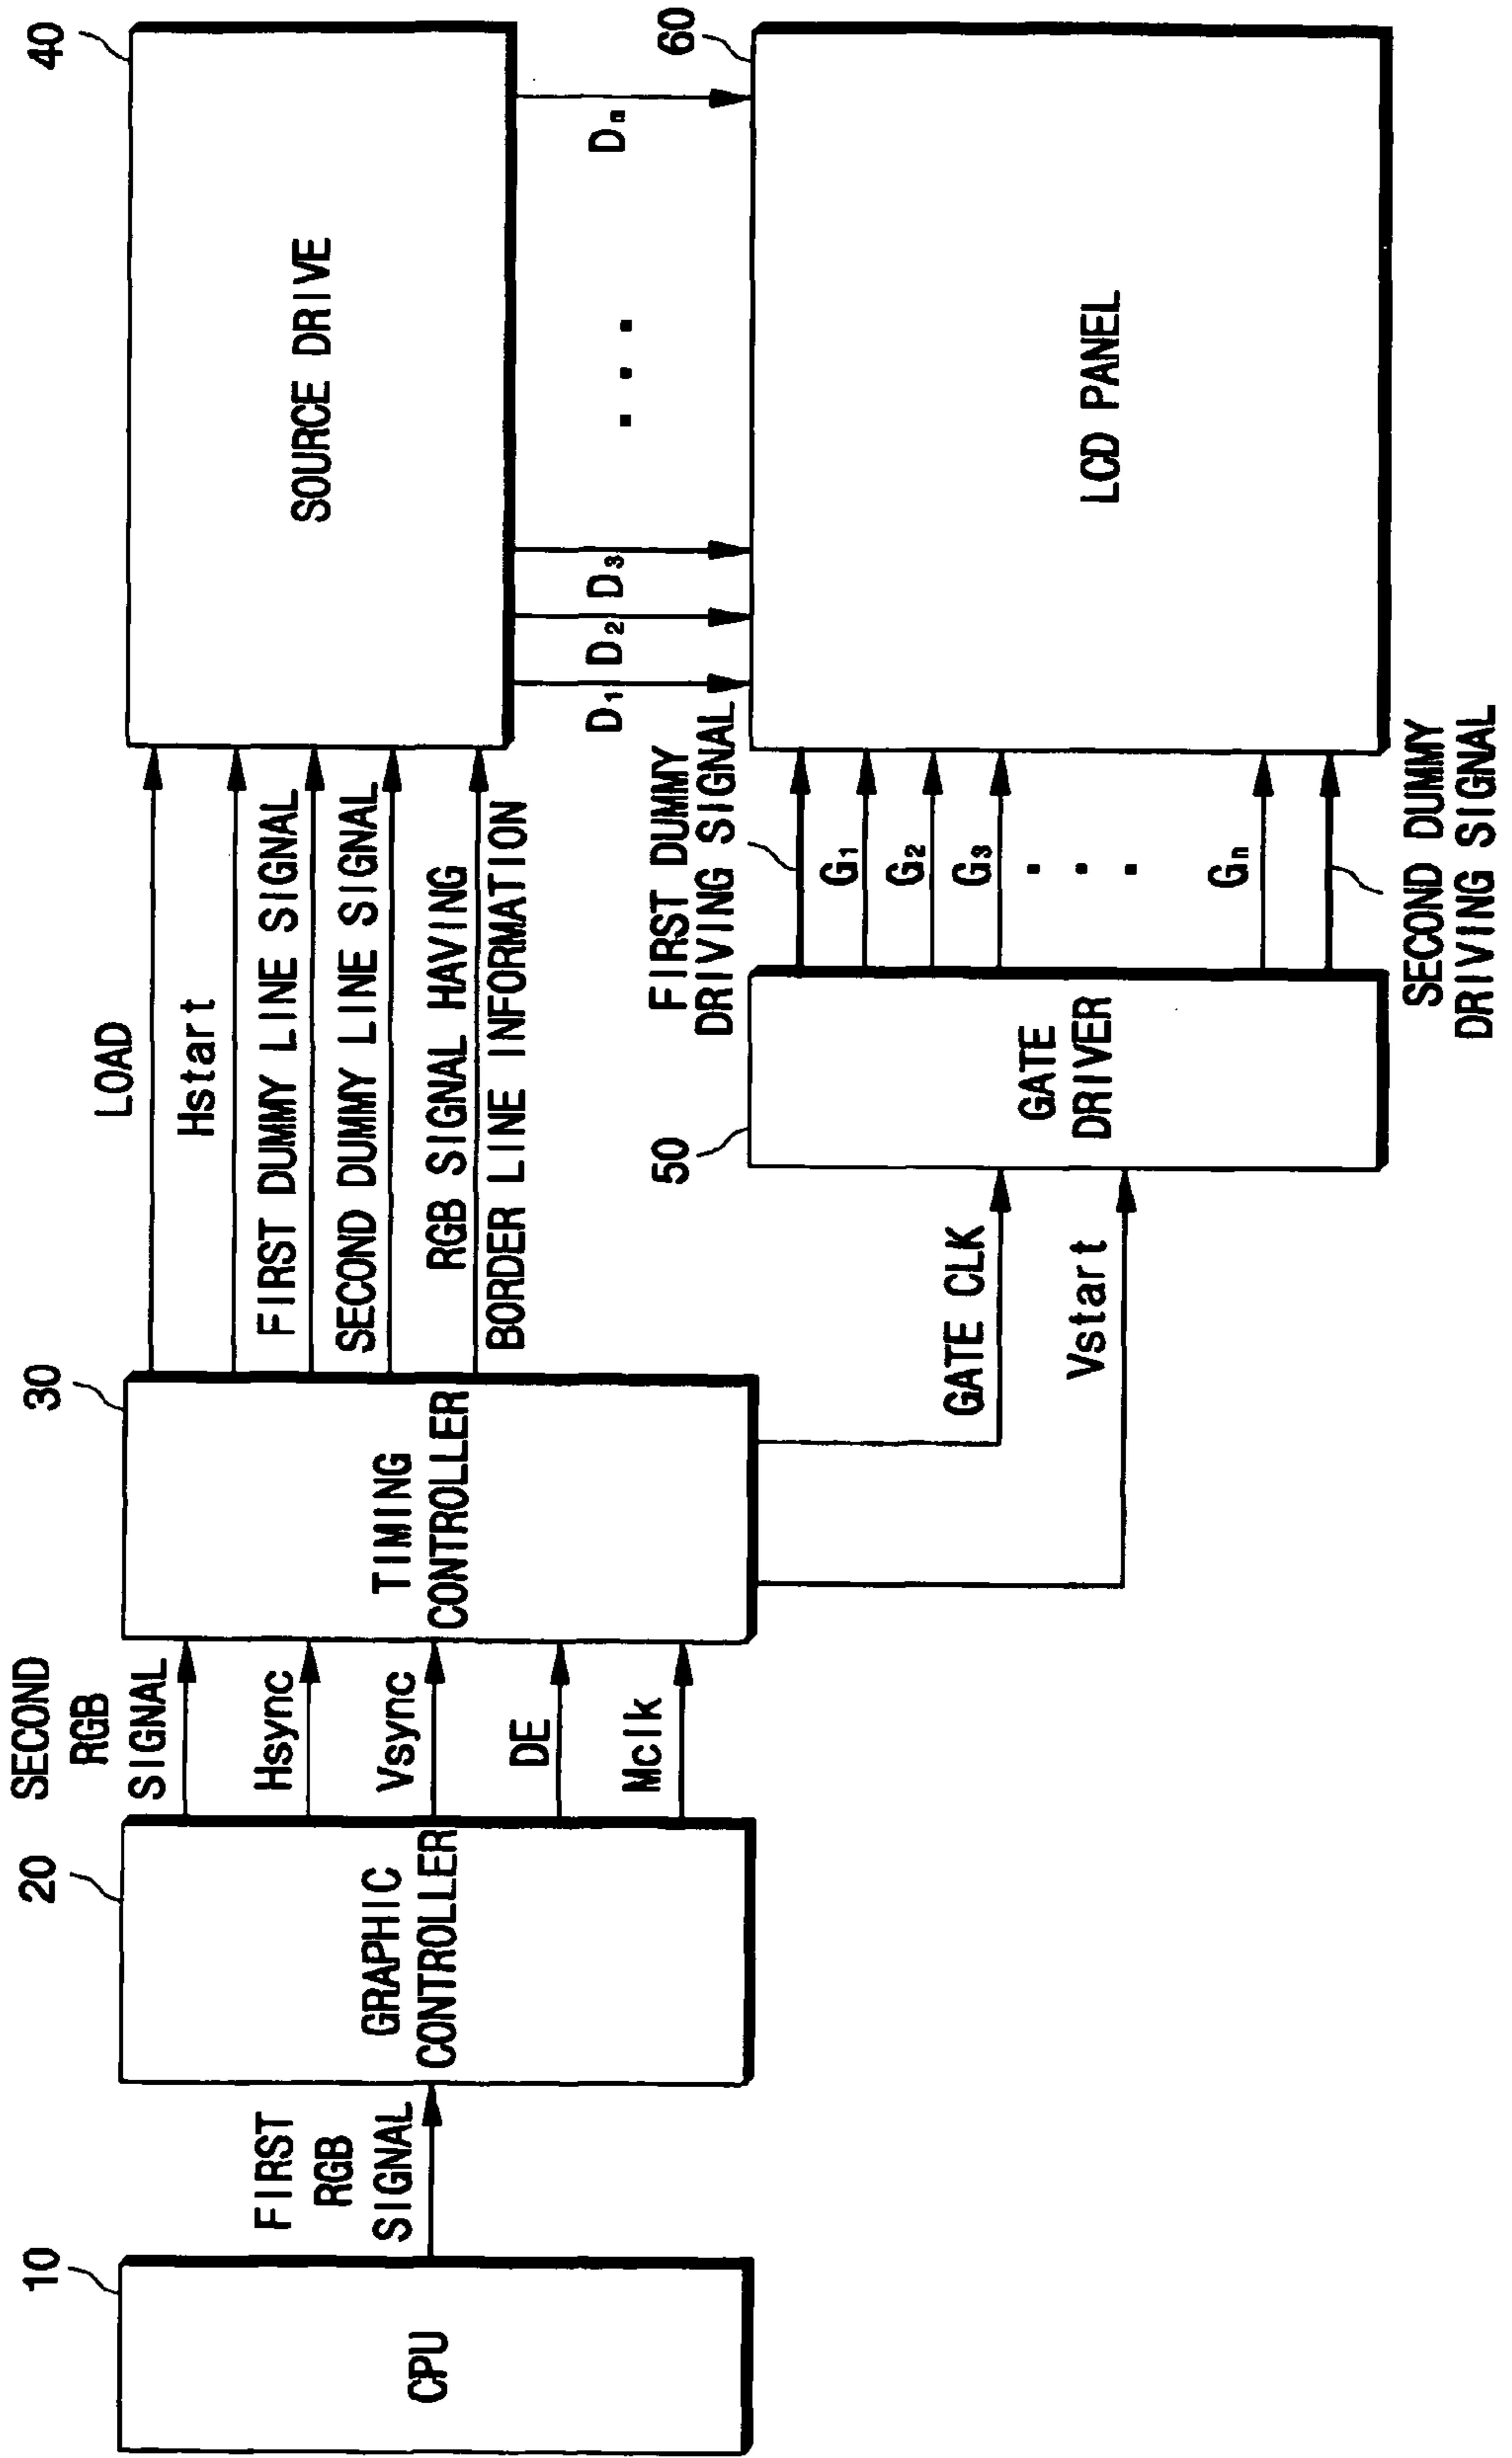 10
CPU
FIRST
RGB
SIGNAL
20
GRAPHIC
CONTROLLER
SECOND
RGB
SIGNAL
Hsync
Vsync
DE
Mclk
30
TIMING
CONTROLLER
LOAD
Hstart
FIRST DUMMY LINE SIGNAL
SECOND DUMMY LINE SIGNAL
RGB SIGNAL HAVING
BORDER LINE INFORMATION
40
SOURCE DRIVE
GATE CLK
Vstart
50
GATE
DRIVER
FIRST DUMMY
DRIVING SIGNAL
G1
G2
G3
. . .
Gn
SECOND DUMMY
DRIVING SIGNAL
D1
D2
D3
. . .
Dn
60
LCD PANEL